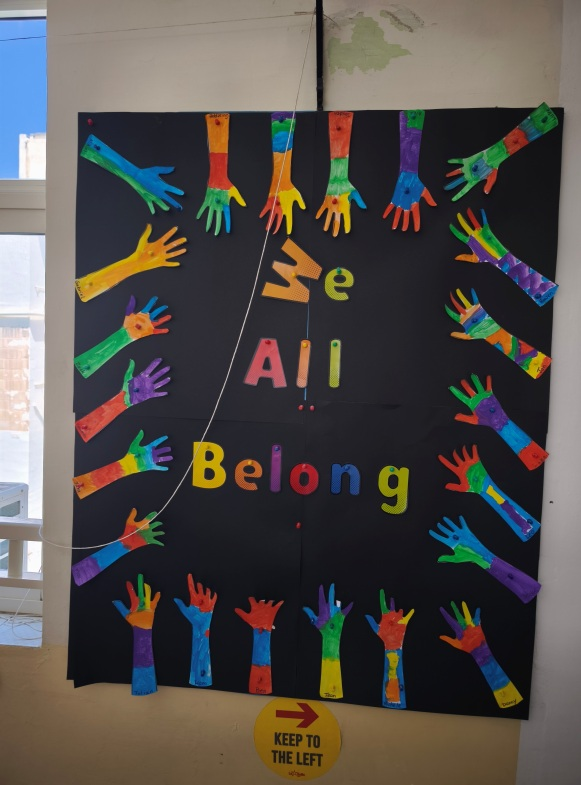 We
All
Belong
KEEP TO
THE LEFT